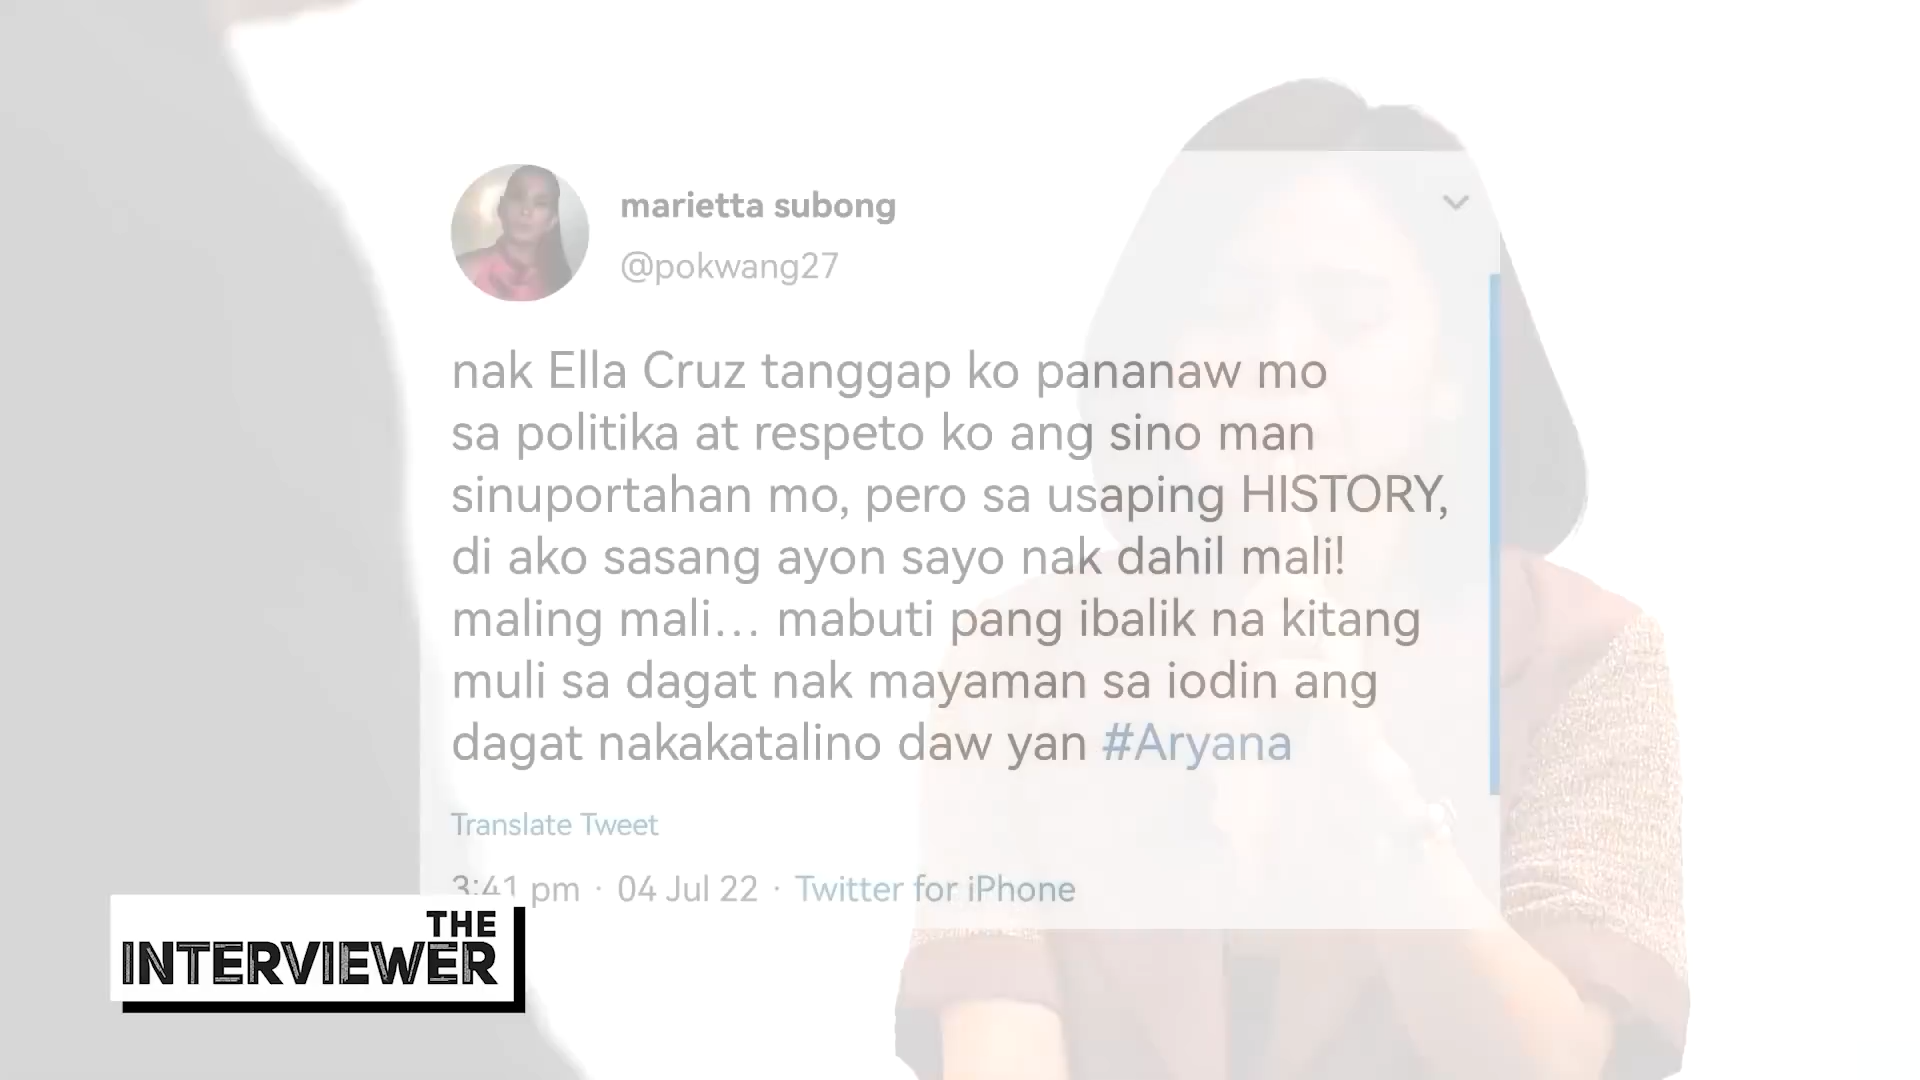 marietta subong
@pokwang27
nak Ella Cruz tanggap ko pananaw mo
sa politika at respeto ko ang sino man
sinuportahan mo, pero sa usaping HISTORY,
di ako sasang ayon sayo nak dahil mali!
maling mali... mabuti pang ibalik na kitang
muli sa dagat nak mayaman sa iodin ang
dagat nakakatalino daw yan #Aryana
Translate Tweet
3:41 pm · 04 Jul 22 · Twitter for iPhone
THE
INTERVIEWER